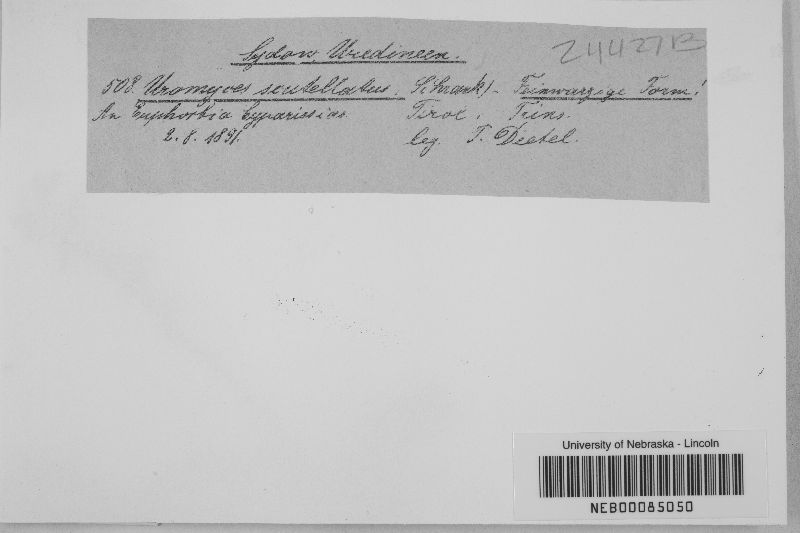 Sydow, Uredineen.
244271B
503. Uromyces scutellatus (Schrank) - Feinwarzige Form!
An Euphorbia Cyparissias Tirol: Trins.
2. 8. 1891. leg. P. Dietel.
University of Nebraska - Lincoln
NEB00085050